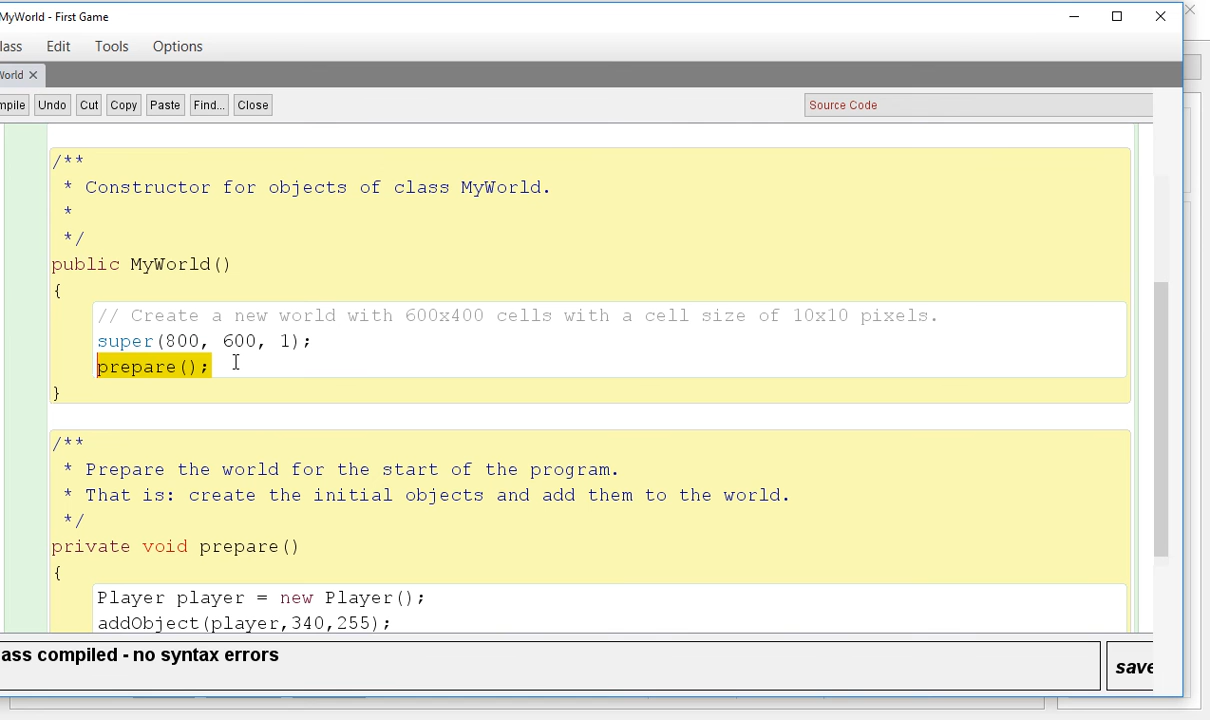 MyWorld - First Game
lass Edit Tools Options
World ×
mpile Undo Cut Copy Paste Find... Close Source Code
/**
* Constructor for objects of class MyWorld.
*
*/
public MyWorld()
{
// Create a new world with 600x400 cells with a cell size of 10x10 pixels.
super(800, 600, 1);
prepare();
}
/**
* Prepare the world for the start of the program.
* That is: create the initial objects and add them to the world.
*/
private void prepare()
{
Player player = new Player();
addObject(player,340,255);
ass compiled - no syntax errors save